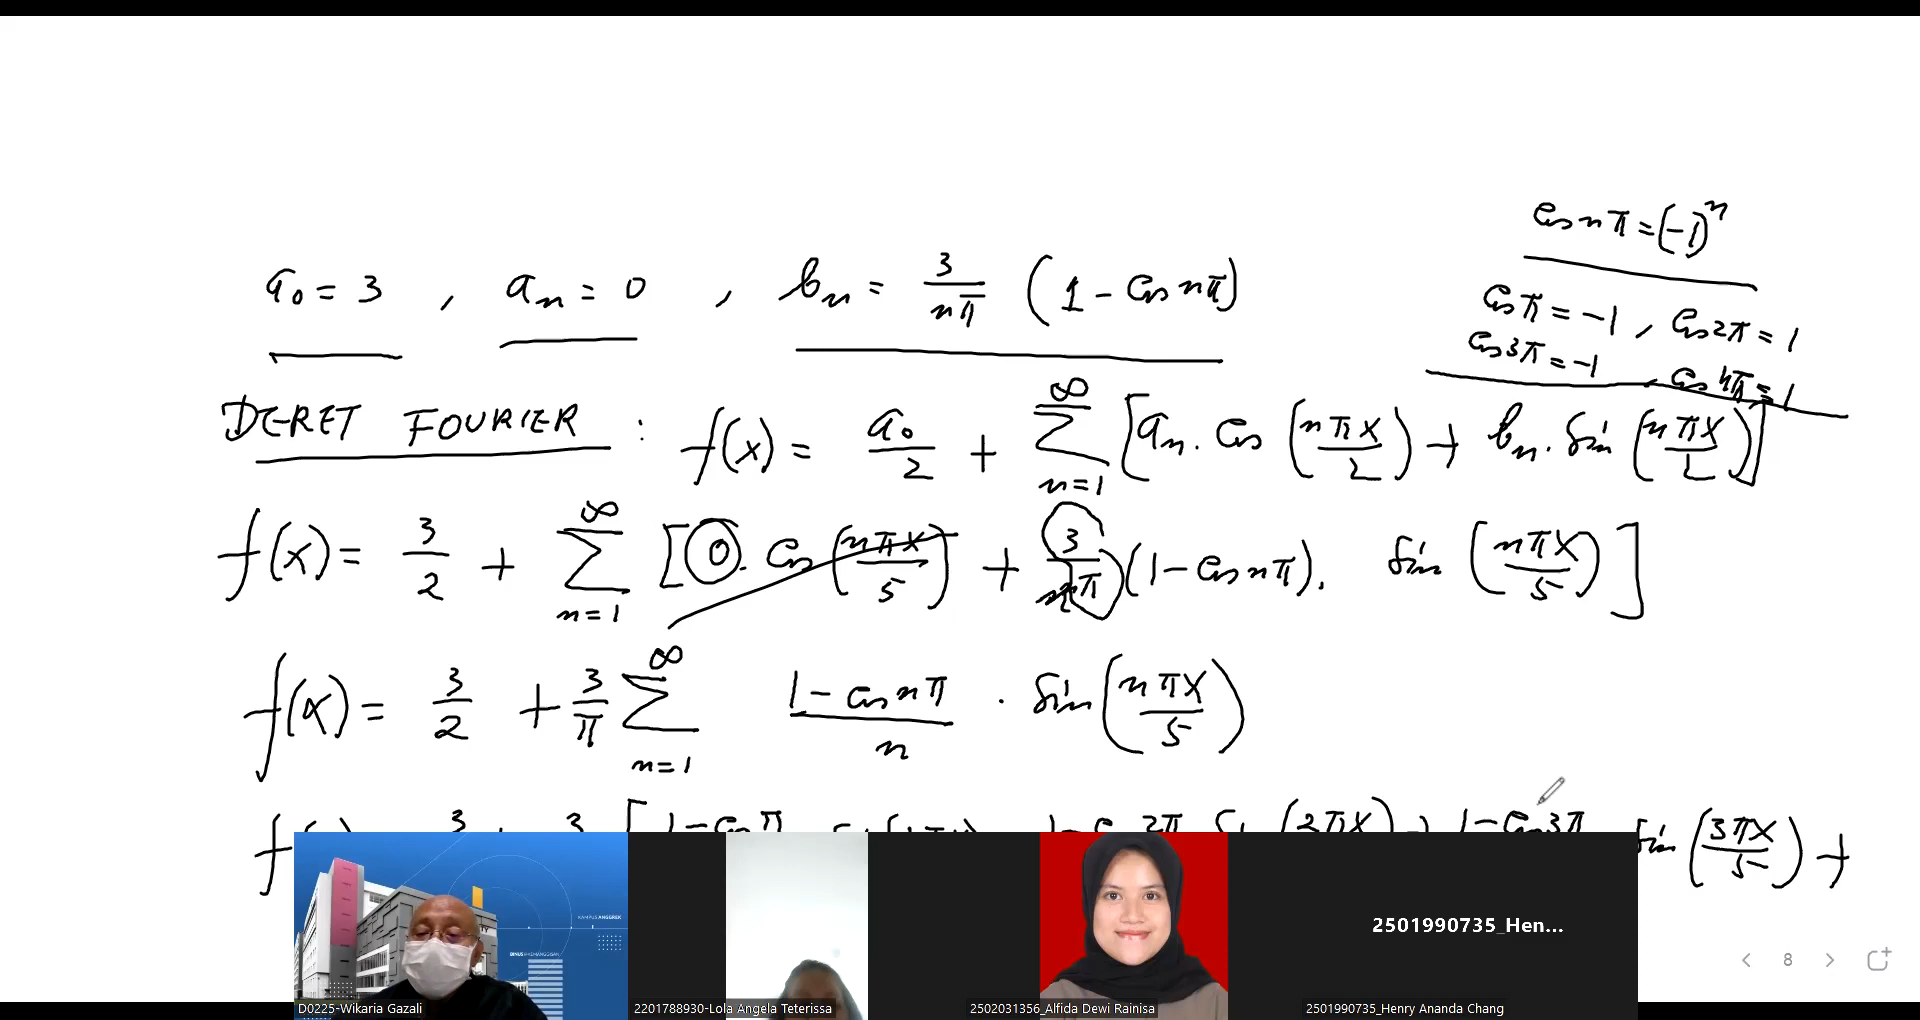 cos nπ = (-1)^n
a₀ = 3 , aₙ = 0 , bₙ = 3/nπ (1 - cos nπ)
cos π = -1 , cos 2π = 1
cos 3π = -1 , cos 4π = 1
DERET FOURIER : f(x) = a₀/2 + ∑_{n=1}^{∞} [aₙ . cos (nπx/L) + bₙ . sin (nπx/L)]
f(x) = 3/2 + ∑_{n=1}^{∞} [0 . cos (nπx/5) + 3/nπ (1 - cos nπ) . sin (nπx/5)]
f(x) = 3/2 + 3/π ∑_{n=1}^{∞} (1 - cos nπ)/n . sin (nπx/5)
sin (3πx/5) +
KAMPUS ANGGREK
2501990735_Hen...
8
D0225-Wikaria Gazali
2201788930-Lola Angela Teterissa
2502031356_Alfida Dewi Rainisa
2501990735_Henry Ananda Chang